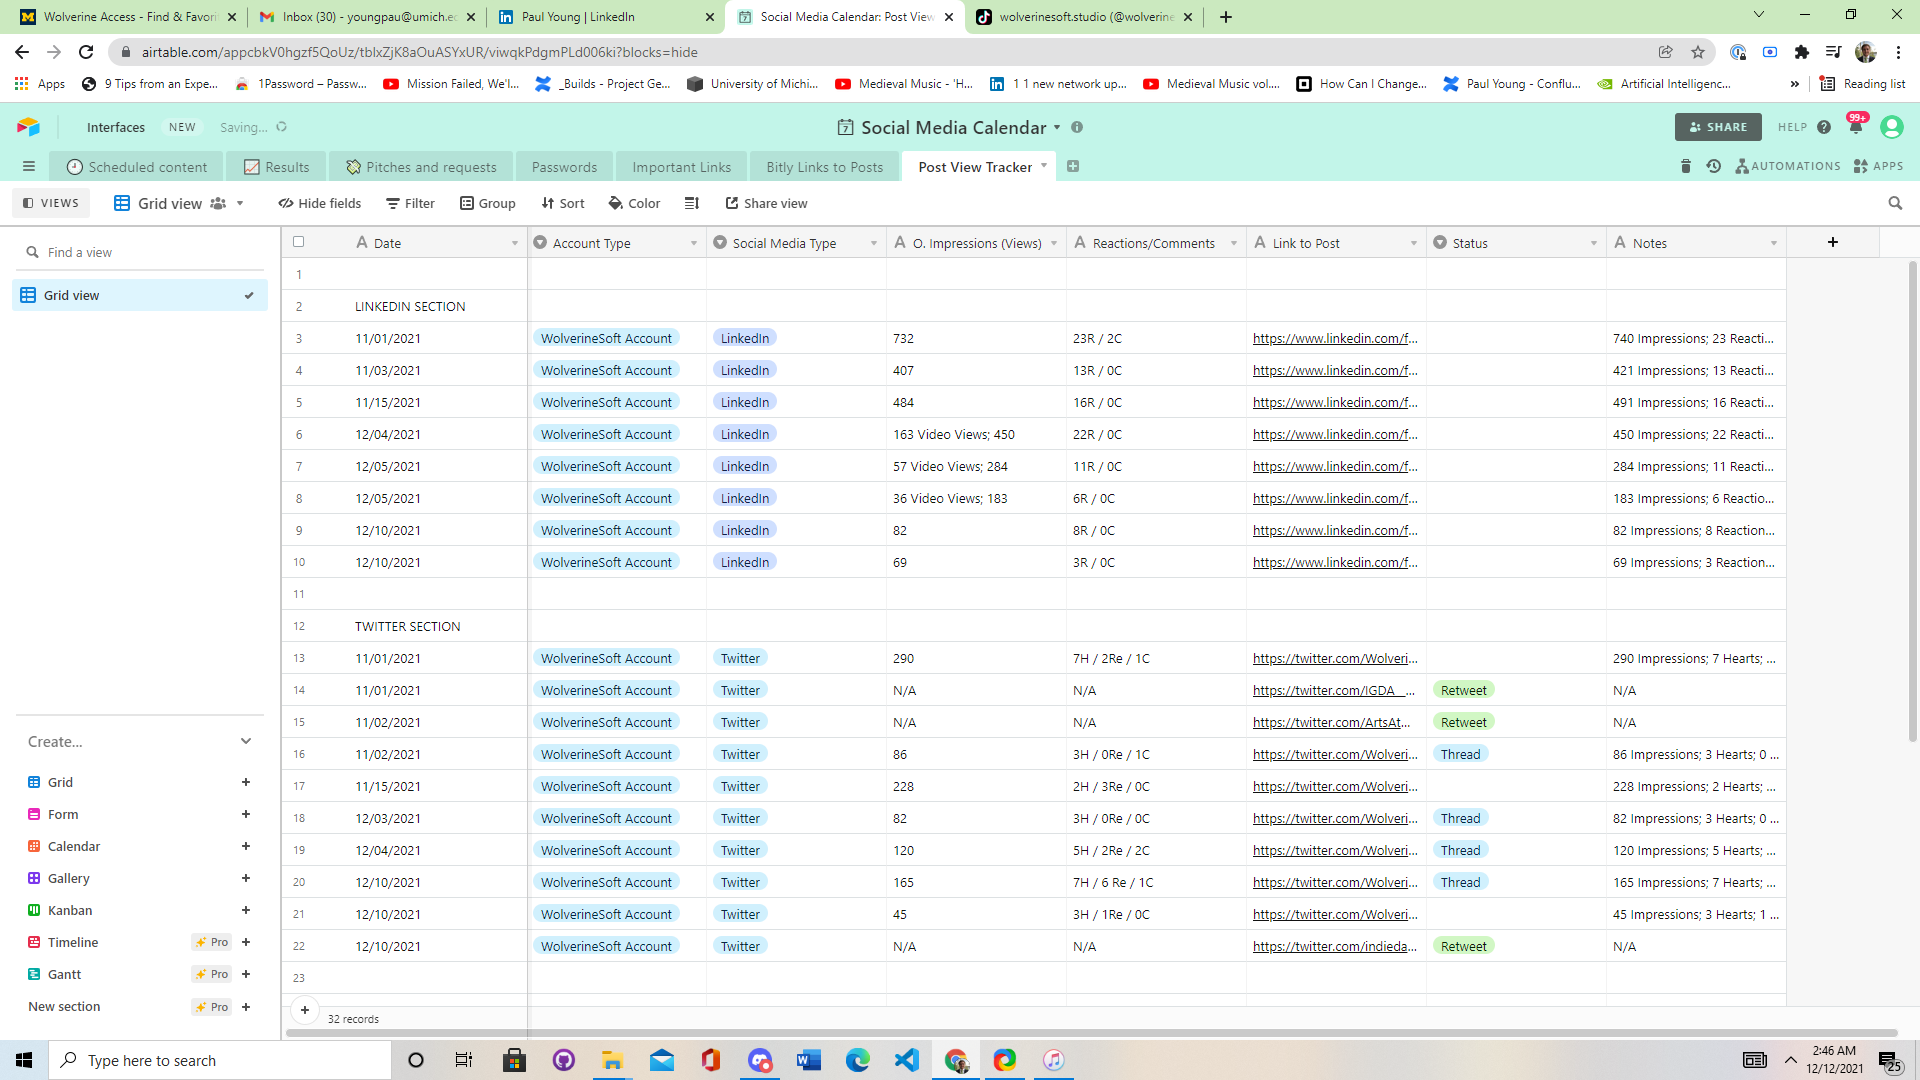 Wolverine Access - Find & Favori
Inbox (30) - youngpau@umich.ec
Paul Young | LinkedIn
Social Media Calendar: Post View
wolverinesoft.studio (@wolverine
airtable.com/appcbkV0hgzf5QoUz/tblxZjK8aOuASYxUR/viwqkPdgmPLd006ki?blocks=hide
Apps
9 Tips from an Expe...
1Password – Passw...
Mission Failed, We'l...
_Builds - Project Ge...
University of Michi...
Medieval Music - 'H...
1 1 new network up...
Medieval Music vol....
How Can I Change...
Paul Young - Conflu...
Artificial Intelligenc...
»
Reading list
Interfaces NEW Saving...
Social Media Calendar
SHARE HELP 99+
Scheduled content Results Pitches and requests Passwords Important Links Bitly Links to Posts Post View Tracker
AUTOMATIONS APPS
VIEWS Grid view Hide fields Filter Group Sort Color Share view
Find a view
Grid view
Create...
Grid
Form
Calendar
Gallery
Kanban
Timeline Pro
Gantt Pro
New section Pro
Date Account Type Social Media Type O. Impressions (Views) Reactions/Comments Link to Post Status Notes
1
2 LINKEDIN SECTION
3 11/01/2021 WolverineSoft Account LinkedIn 732 23R / 2C https://www.linkedin.com/f... 740 Impressions; 23 Reacti...
4 11/03/2021 WolverineSoft Account LinkedIn 407 13R / 0C https://www.linkedin.com/f... 421 Impressions; 13 Reacti...
5 11/15/2021 WolverineSoft Account LinkedIn 484 16R / 0C https://www.linkedin.com/f... 491 Impressions; 16 Reacti...
6 12/04/2021 WolverineSoft Account LinkedIn 163 Video Views; 450 22R / 0C https://www.linkedin.com/f... 450 Impressions; 22 Reacti...
7 12/05/2021 WolverineSoft Account LinkedIn 57 Video Views; 284 11R / 0C https://www.linkedin.com/f... 284 Impressions; 11 Reacti...
8 12/05/2021 WolverineSoft Account LinkedIn 36 Video Views; 183 6R / 0C https://www.linkedin.com/f... 183 Impressions; 6 Reactio...
9 12/10/2021 WolverineSoft Account LinkedIn 82 8R / 0C https://www.linkedin.com/f... 82 Impressions; 8 Reaction...
10 12/10/2021 WolverineSoft Account LinkedIn 69 3R / 0C https://www.linkedin.com/f... 69 Impressions; 3 Reaction...
11
12 TWITTER SECTION
13 11/01/2021 WolverineSoft Account Twitter 290 7H / 2Re / 1C https://twitter.com/Wolveri... 290 Impressions; 7 Hearts; ...
14 11/01/2021 WolverineSoft Account Twitter N/A N/A https://twitter.com/IGDA__... Retweet N/A
15 11/02/2021 WolverineSoft Account Twitter N/A N/A https://twitter.com/ArtsAt... Retweet N/A
16 11/02/2021 WolverineSoft Account Twitter 86 3H / 0Re / 1C https://twitter.com/Wolveri... Thread 86 Impressions; 3 Hearts; 0 ...
17 11/15/2021 WolverineSoft Account Twitter 228 2H / 3Re / 0C https://twitter.com/Wolveri... 228 Impressions; 2 Hearts; ...
18 12/03/2021 WolverineSoft Account Twitter 82 3H / 0Re / 0C https://twitter.com/Wolveri... Thread 82 Impressions; 3 Hearts; 0 ...
19 12/04/2021 WolverineSoft Account Twitter 120 5H / 2Re / 2C https://twitter.com/Wolveri... Thread 120 Impressions; 5 Hearts; ...
20 12/10/2021 WolverineSoft Account Twitter 165 7H / 6 Re / 1C https://twitter.com/Wolveri... Thread 165 Impressions; 7 Hearts; ...
21 12/10/2021 WolverineSoft Account Twitter 45 3H / 1Re / 0C https://twitter.com/Wolveri... 45 Impressions; 3 Hearts; 1 ...
22 12/10/2021 WolverineSoft Account Twitter N/A N/A https://twitter.com/indieda... Retweet N/A
23
32 records
Type here to search
2:46 AM
12/12/2021
25